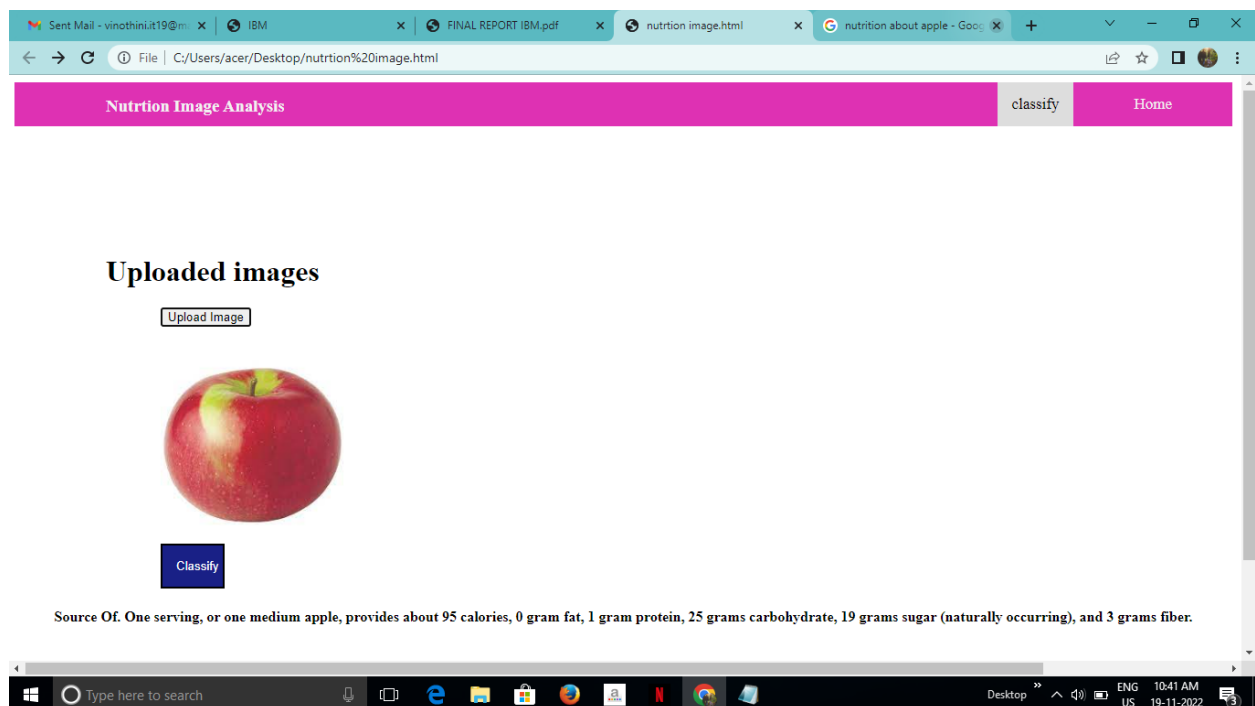 Sent Mail - vinothini.it19@m
IBM
FINAL REPORT IBM.pdf
nutrtion image.html
nutrition about apple - Goog
File | C:/Users/acer/Desktop/nutrtion%20image.html
Nutrtion Image Analysis
classify
Home
Uploaded images
Upload Image
Classify
Source Of. One serving, or one medium apple, provides about 95 calories, 0 gram fat, 1 gram protein, 25 grams carbohydrate, 19 grams sugar (naturally occurring), and 3 grams fiber.
Type here to search
Desktop
ENG
US
10:41 AM
19-11-2022
3